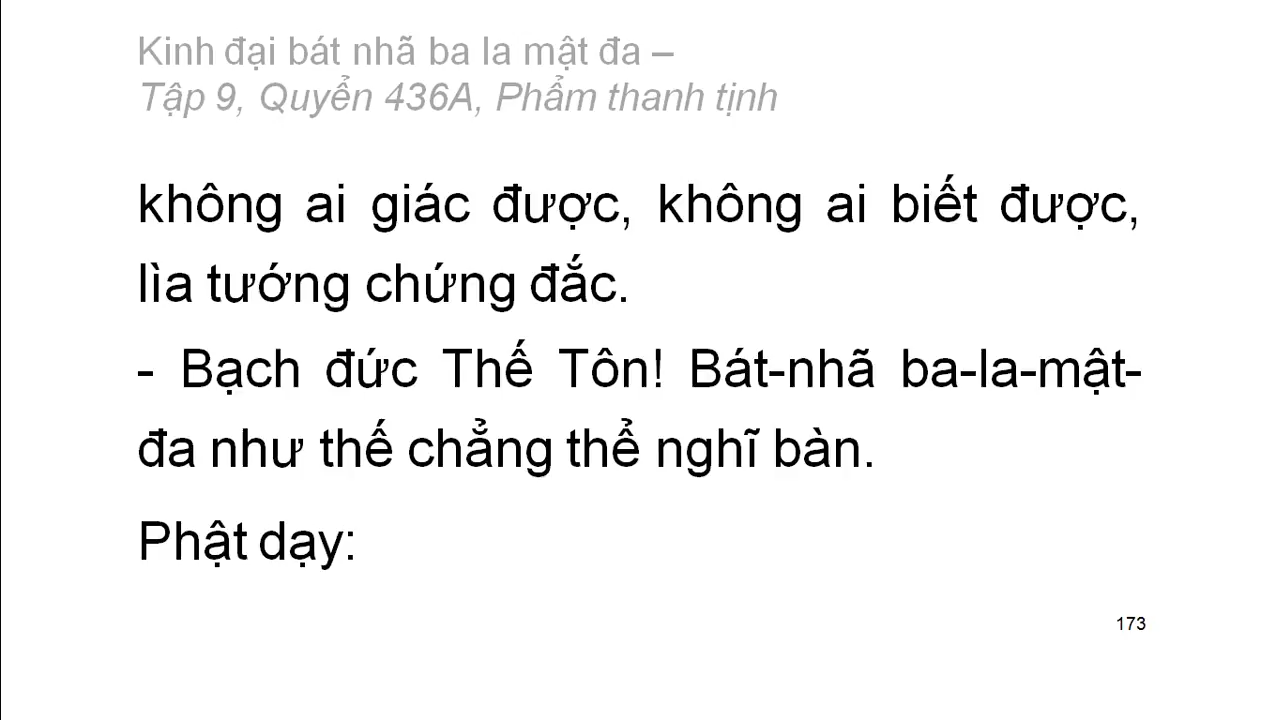 Kinh đại bát nhã ba la mật đa –
Tập 9, Quyển 436A, Phẩm thanh tịnh
không ai giác được, không ai biết được,
lìa tướng chứng đắc.
- Bạch đức Thế Tôn! Bát-nhã ba-la-mật-
đa như thế chẳng thể nghĩ bàn.
Phật dạy:
173